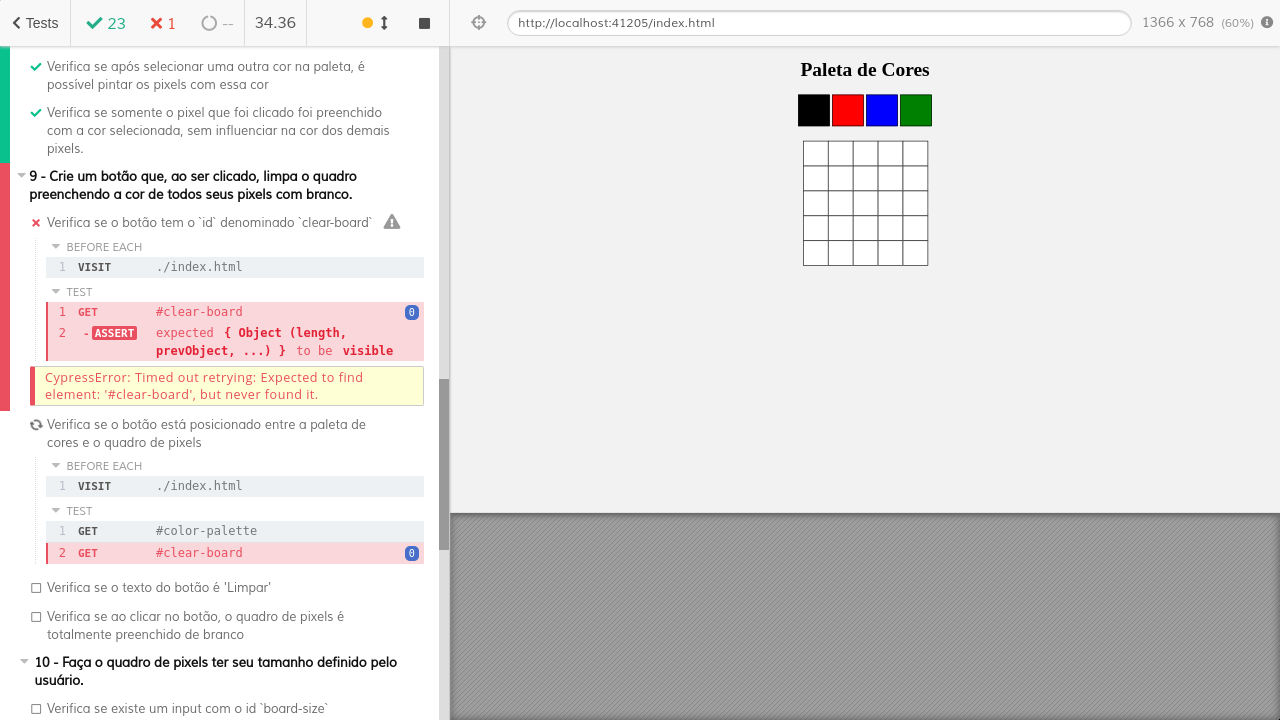 Tests 23 1 -- 34.36 http://localhost:41205/index.html 1366 x 768 (60%)
Verifica se após selecionar uma outra cor na paleta, é
possível pintar os pixels com essa cor
Verifica se somente o pixel que foi clicado foi preenchido
com a cor selecionada, sem influenciar na cor dos demais
pixels.
9 - Crie um botão que, ao ser clicado, limpa o quadro
preenchendo a cor de todos seus pixels com branco.
Verifica se o botão tem o `id` denominado `clear-board`
BEFORE EACH
1 VISIT ./index.html
TEST
1 GET #clear-board 0
2 -ASSERT expected { Object (length,
prevObject, ...) } to be visible
CypressError: Timed out retrying: Expected to find
element: '#clear-board', but never found it.
Verifica se o botão está posicionado entre a paleta de
cores e o quadro de pixels
BEFORE EACH
1 VISIT ./index.html
TEST
1 GET #color-palette
2 GET #clear-board 0
Verifica se o texto do botão é 'Limpar'
Verifica se ao clicar no botão, o quadro de pixels é
totalmente preenchido de branco
10 - Faça o quadro de pixels ter seu tamanho definido pelo
usuário.
Verifica se existe um input com o id `board-size`
Paleta de Cores